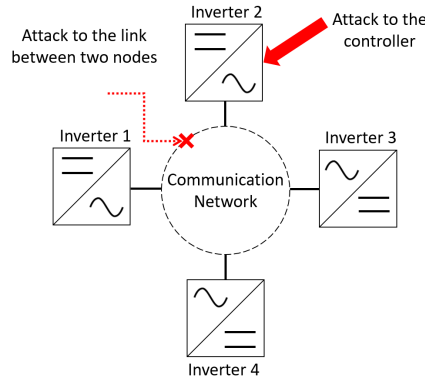 Inverter 2
Attack to the link
between two nodes
Attack to the
controller
Inverter 1
Inverter 3
Communication
Network
Inverter 4